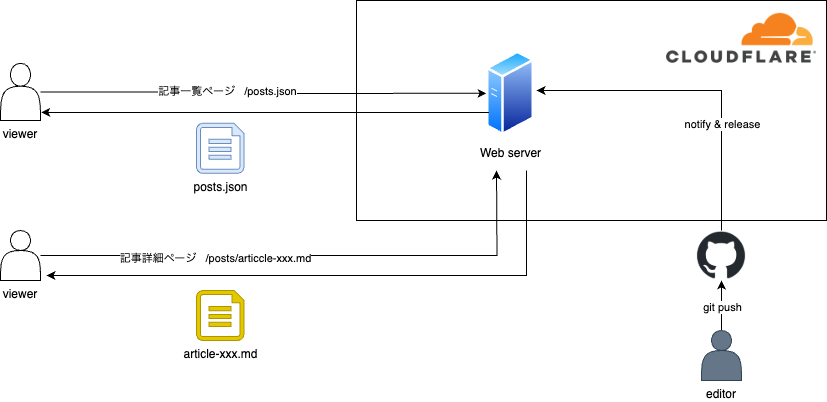 CLOUDFLARE
記事一覧ページ /posts.json
viewer
posts.json
Web server
notify & release
記事詳細ページ /posts/articcle-xxx.md
viewer
article-xxx.md
git push
editor